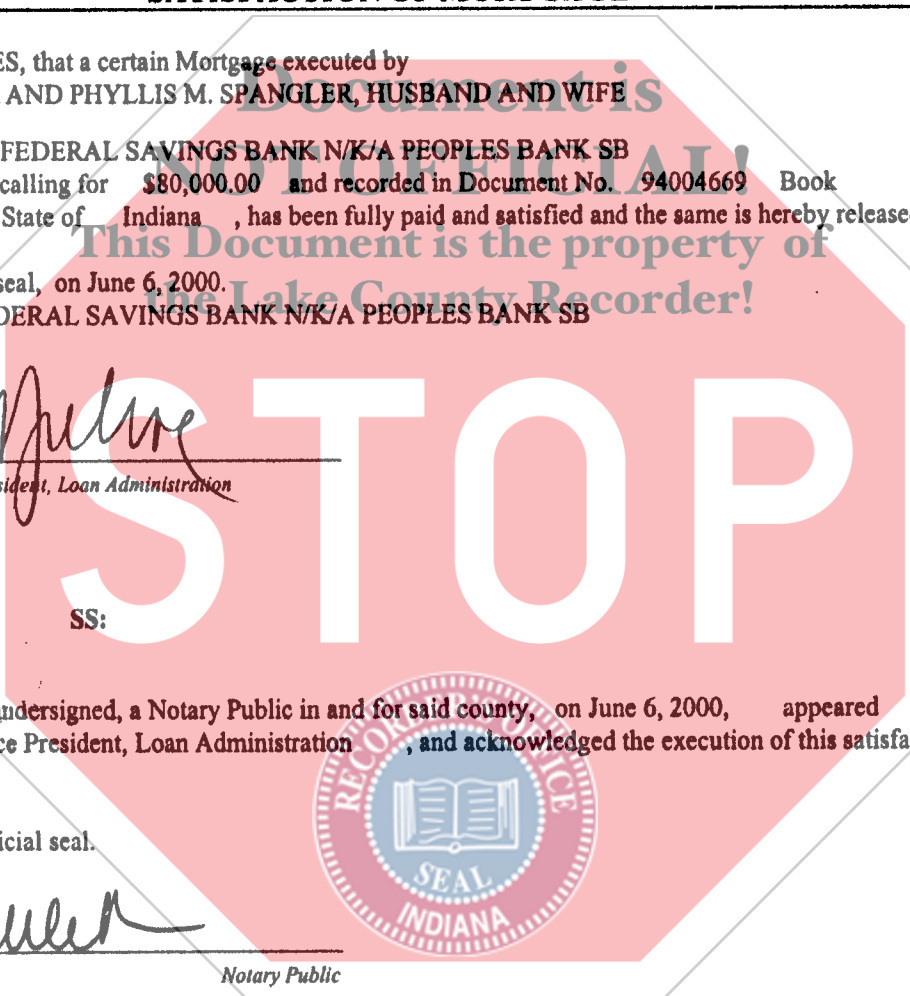 ES, that a certain Mortgage executed by
AND PHYLLIS M. SPANGLER, HUSBAND AND WIFE
FEDERAL SAVINGS BANK N/K/A PEOPLES BANK SB
calling for $80,000.00 and recorded in Document No. 94004669 Book
State of Indiana , has been fully paid and satisfied and the same is hereby release
seal, on June 6, 2000.
DERAL SAVINGS BANK N/K/A PEOPLES BANK SB
sident, Loan Administration
SS:
undersigned, a Notary Public in and for said county, on June 6, 2000, appeared
ce President, Loan Administration , and acknowledged the execution of this satisfa
icial seal.
Notary Public
Document is
NOT OFFICIAL!
This Document is the property of
the Lake County Recorder!
STOP
RECORDER'S OFFICE
SEAL
INDIANA